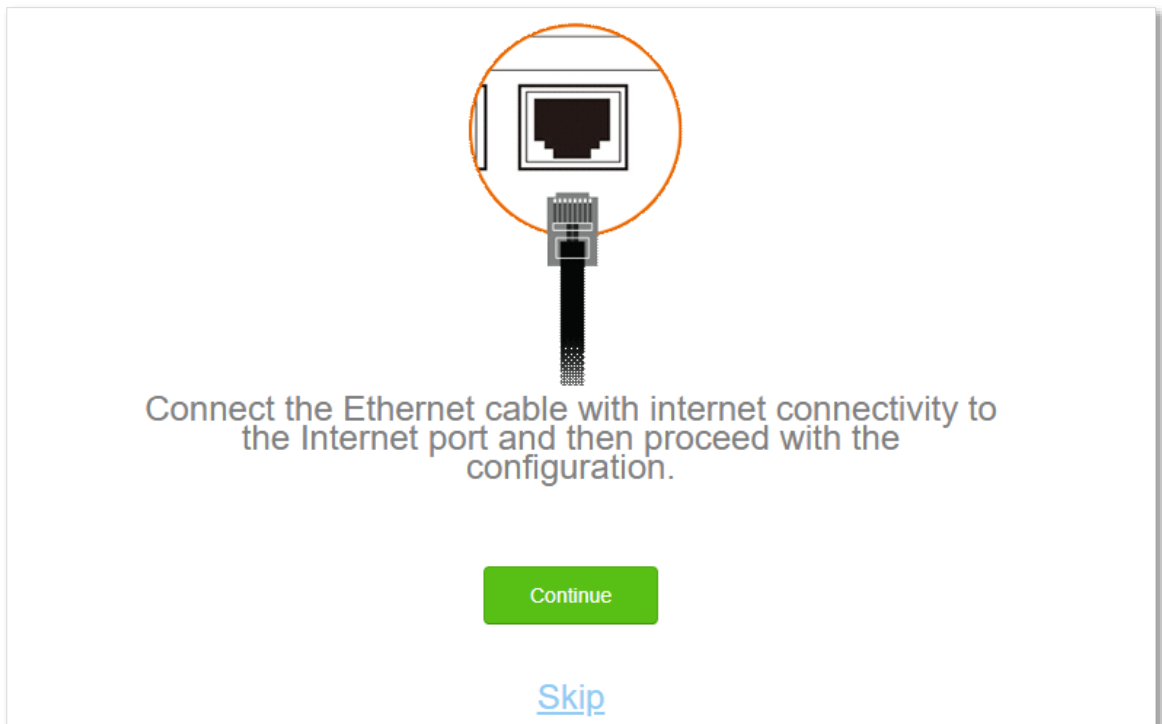 Connect the Ethernet cable with internet connectivity to
the Internet port and then proceed with the
configuration.
Continue
Skip